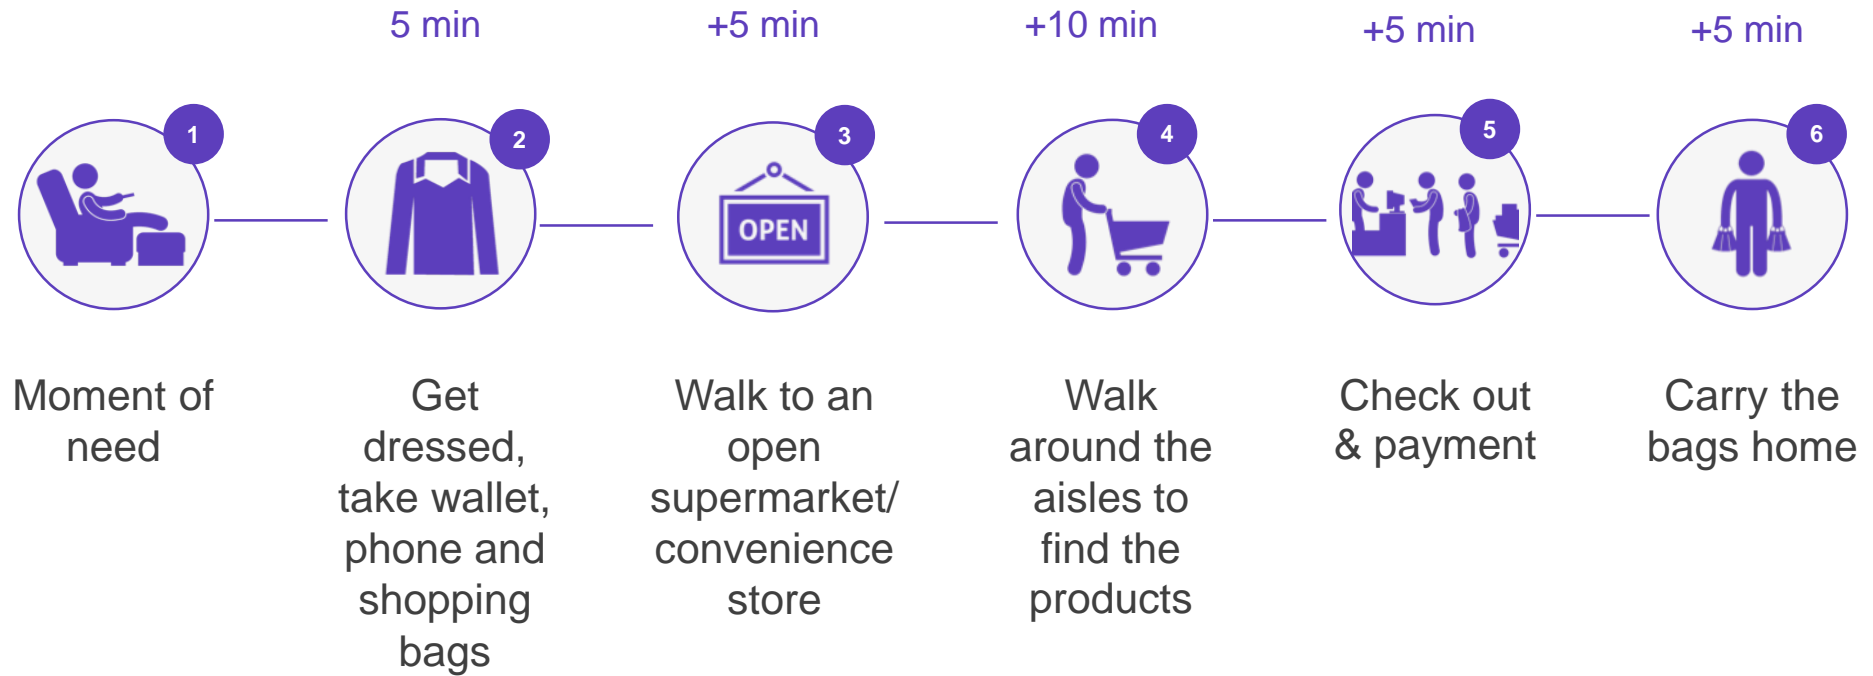 5 min
+5 min
+10 min
+5 min
+5 min
1
2
3
4
5
6
OPEN
Moment of
need
Get
dressed,
take wallet,
phone and
shopping
bags
Walk to an
open
supermarket/
convenience
store
Walk
around the
aisles to
find the
products
Check out
& payment
Carry the
bags home